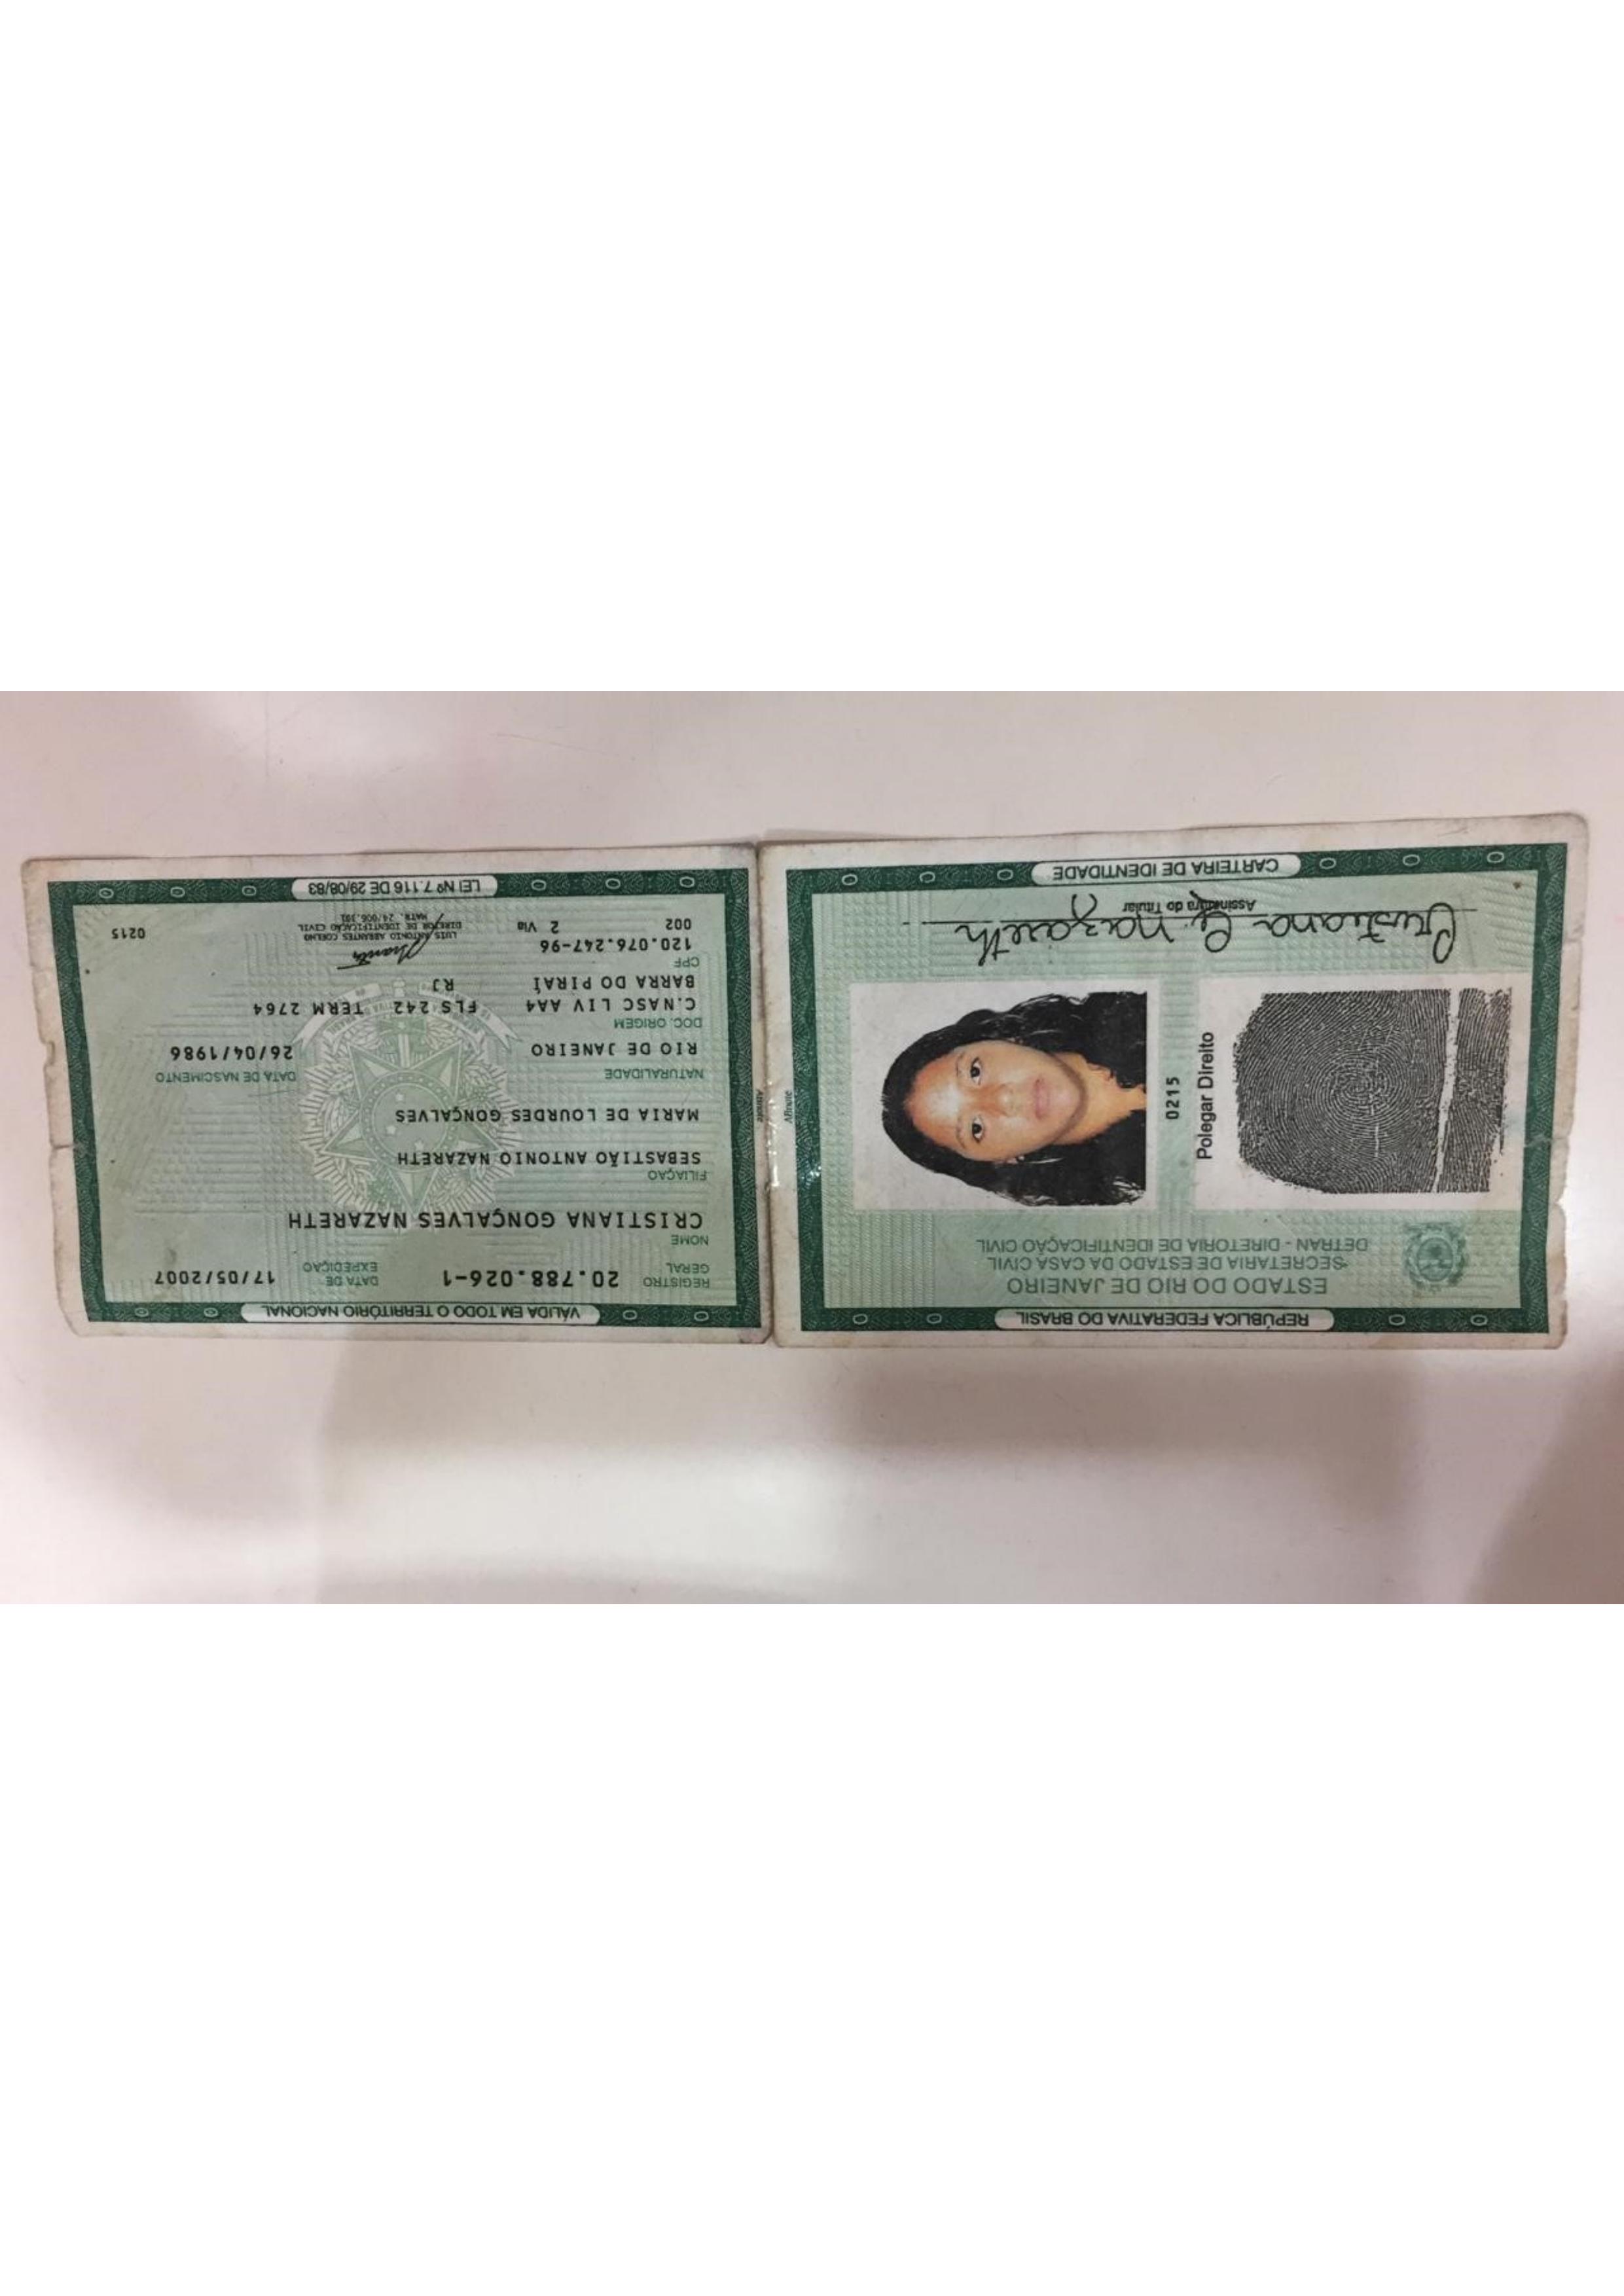 REPÚBLICA FEDERATIVA DO BRASIL
ESTADO DO RIO DE JANEIRO
SECRETARIA DE ESTADO DA CASA CIVIL
DETRAN - DIRETORIA DE IDENTIFICAÇÃO CIVIL
Polegar Direito
0215
Cristiana G. Nazareth
Assinatura do Titular
CARTEIRA DE IDENTIDADE
VÁLIDA EM TODO O TERRITÓRIO NACIONAL
REGISTRO GERAL 20.788.026-1 DATA DE EXPEDIÇÃO 17/05/2007
NOME
CRISTIANA GONÇALVES NAZARETH
FILIAÇÃO
SEBASTIÃO ANTONIO NAZARETH
MARIA DE LOURDES GONÇALVES
NATURALIDADE DATA DE NASCIMENTO
RIO DE JANEIRO 26/04/1986
DOC. ORIGEM
C.NASC LIV AA4 FLS 242 TERM 2764
BARRA DO PIRAÍ RJ
CPF
120.076.247-96
002 2 Via
LUIS ANTONIO ABRANTES COELHO
DIRETOR DE IDENTIFICAÇÃO CIVIL
0215
LEI Nº 7.116 DE 29/08/83